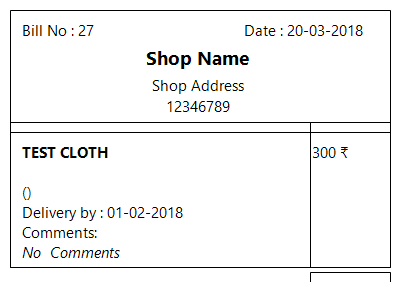 Bill No : 27 Date : 20-03-2018
Shop Name
Shop Address
12346789
TEST CLOTH 300 ₹
()
Delivery by : 01-02-2018
Comments:
No Comments